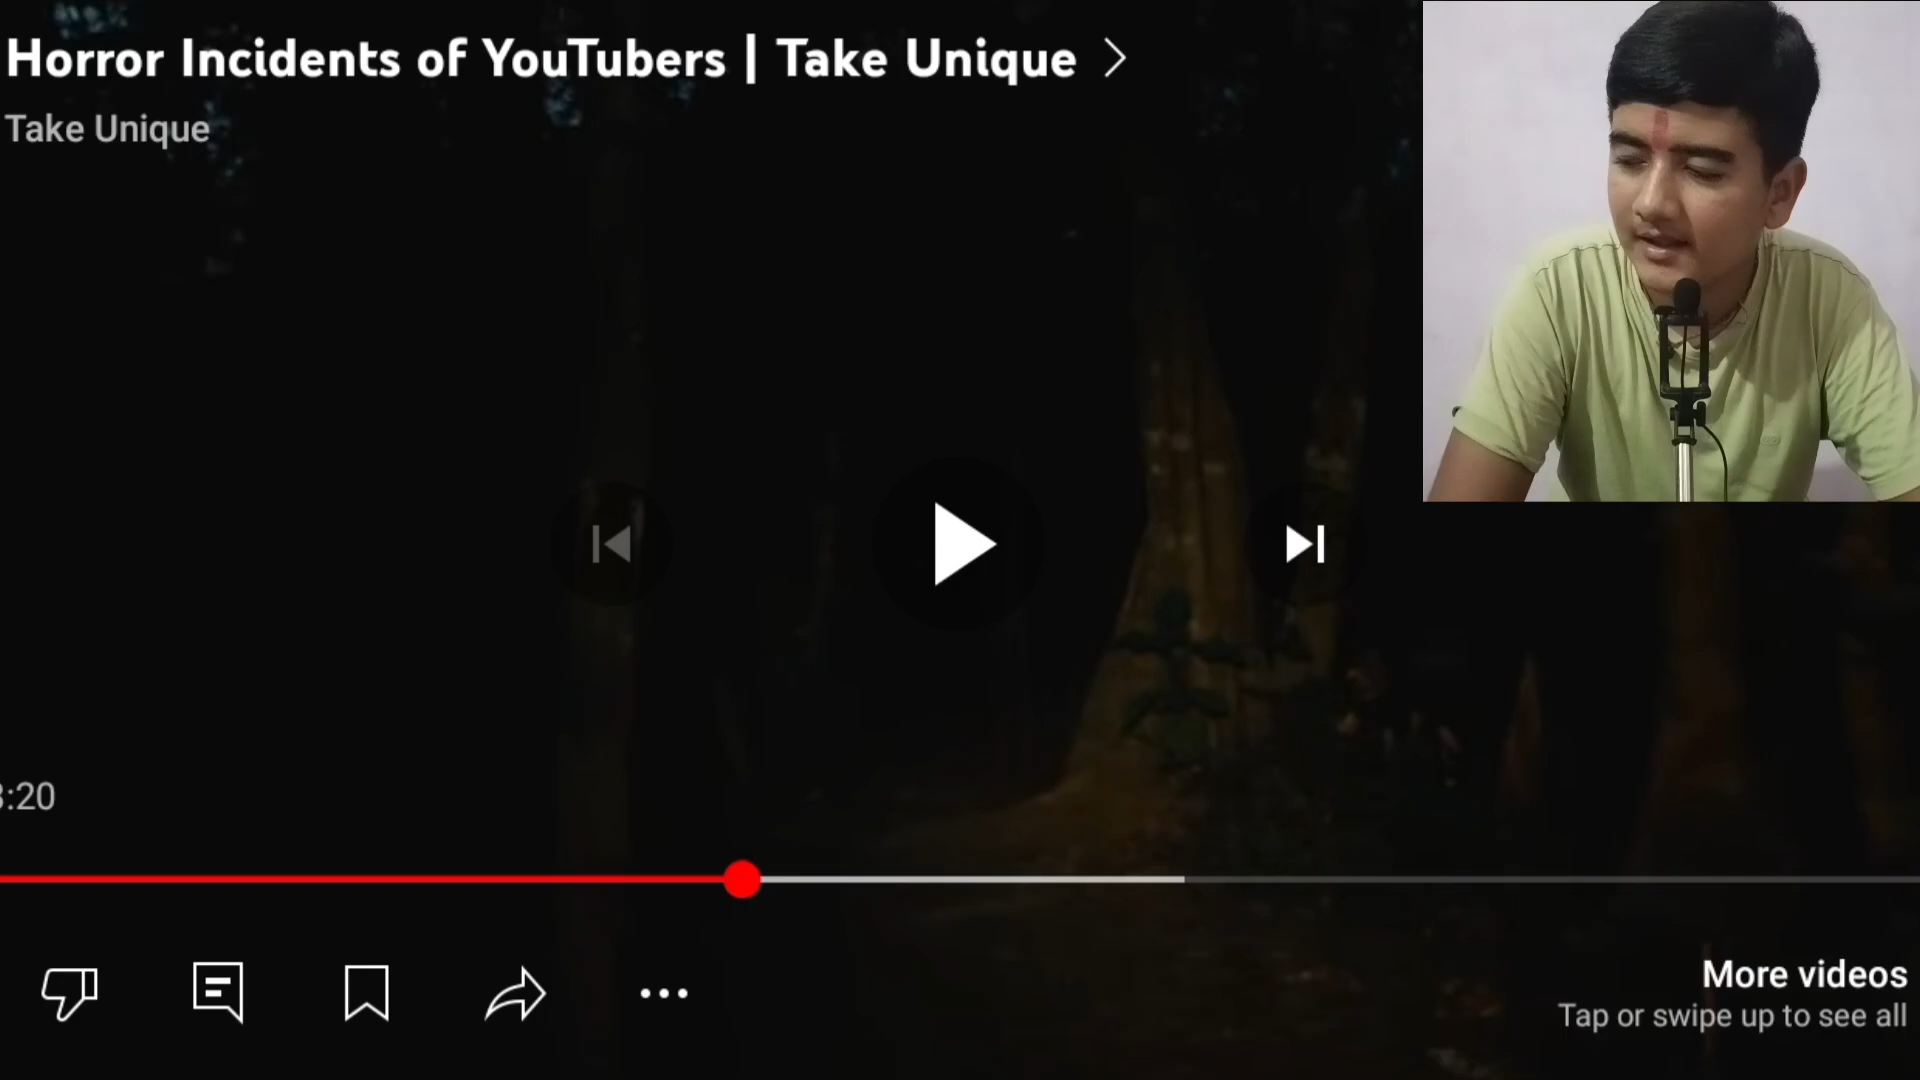 Horror Incidents of YouTubers | Take Unique
Take Unique
:20
More videos
Tap or swipe up to see all